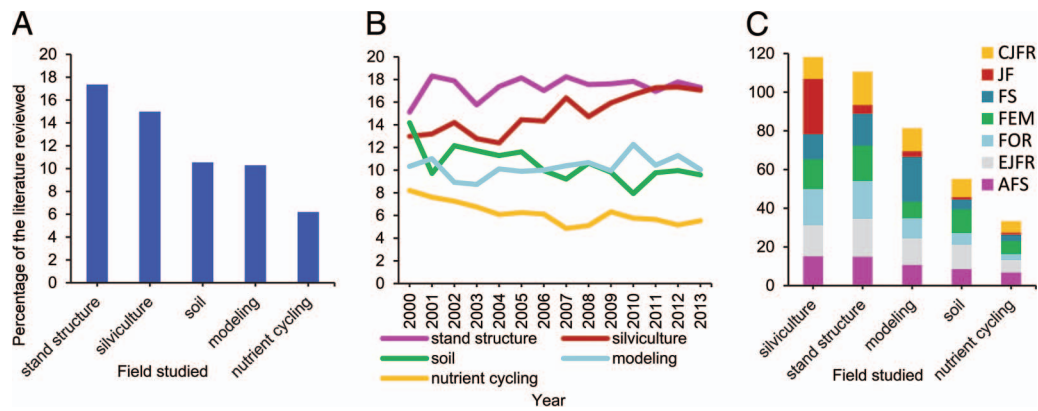 A
Percentage of the literature reviewed
20
18
16
14
12
10
8
6
4
2
0
stand structure
silviculture
soil
modeling
nutrient cycling
Field studied
B
20
18
16
14
12
10
8
6
4
2
0
2000
2001
2002
2003
2004
2005
2006
2007
2008
2009
2010
2011
2012
2013
stand structure
silviculture
soil
modeling
nutrient cycling
Year
C
120
100
80
60
40
20
0
CJFR
JF
FS
FEM
FOR
EJFR
AFS
silviculture
stand structure
modeling
soil
nutrient cycling
Field studied